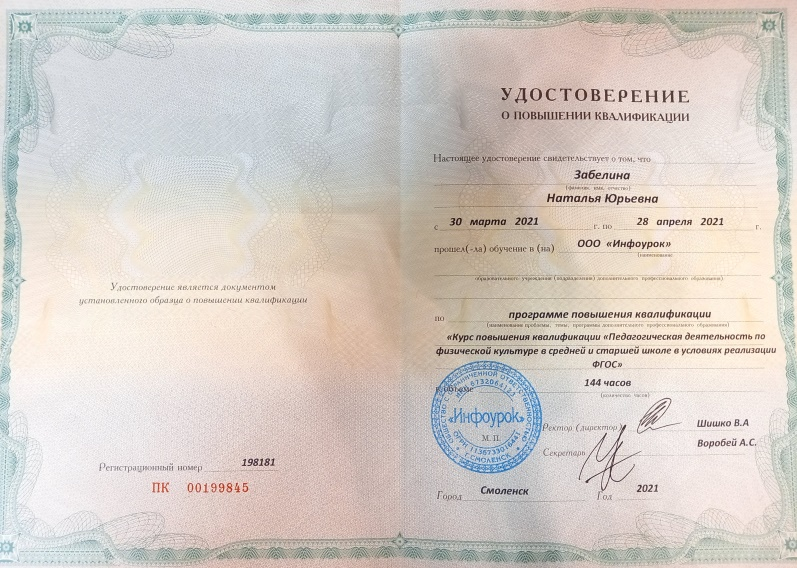 Удостоверение является документом
установленного образца о повышении квалификации
Регистрационный номер 198181
ПК 00199845
УДОСТОВЕРЕНИЕ
О ПОВЫШЕНИИ КВАЛИФИКАЦИИ
Настоящее удостоверение свидетельствует о том, что
Забелина
(фамилия, имя, отчество)
Наталья Юрьевна
с 30 марта 2021 г. по 28 апреля 2021 г.
прошел(-ла) обучение в (на) ООО «Инфоурок»
(наименование
образовательного учреждения (подразделения) дополнительного профессионального образования)
по программе повышения квалификации
(наименование проблемы, темы, программы дополнительного профессионального образования)
«Курс повышения квалификации «Педагогическая деятельность по
физической культуре в средней и старшей школе в условиях реализации
ФГОС»
в объеме 144 часов
(количество часов)
ОБЩЕСТВО С ОГРАНИЧЕННОЙ ОТВЕТСТВЕННОСТЬЮ
«Инфоурок»
М. П.
Г. СМОЛЕНСК
Ректор (директор) Шишко В.А
Секретарь Воробей А.С.
Город Смоленск Год 2021